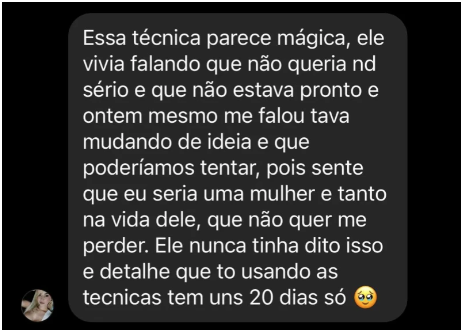 Essa técnica parece mágica, ele
vivia falando que não queria nd
sério e que não estava pronto e
ontem mesmo me falou tava
mudando de ideia e que
poderíamos tentar, pois sente
que eu seria uma mulher e tanto
na vida dele, que não quer me
perder. Ele nunca tinha dito isso
e detalhe que to usando as
tecnicas tem uns 20 dias só 🥹